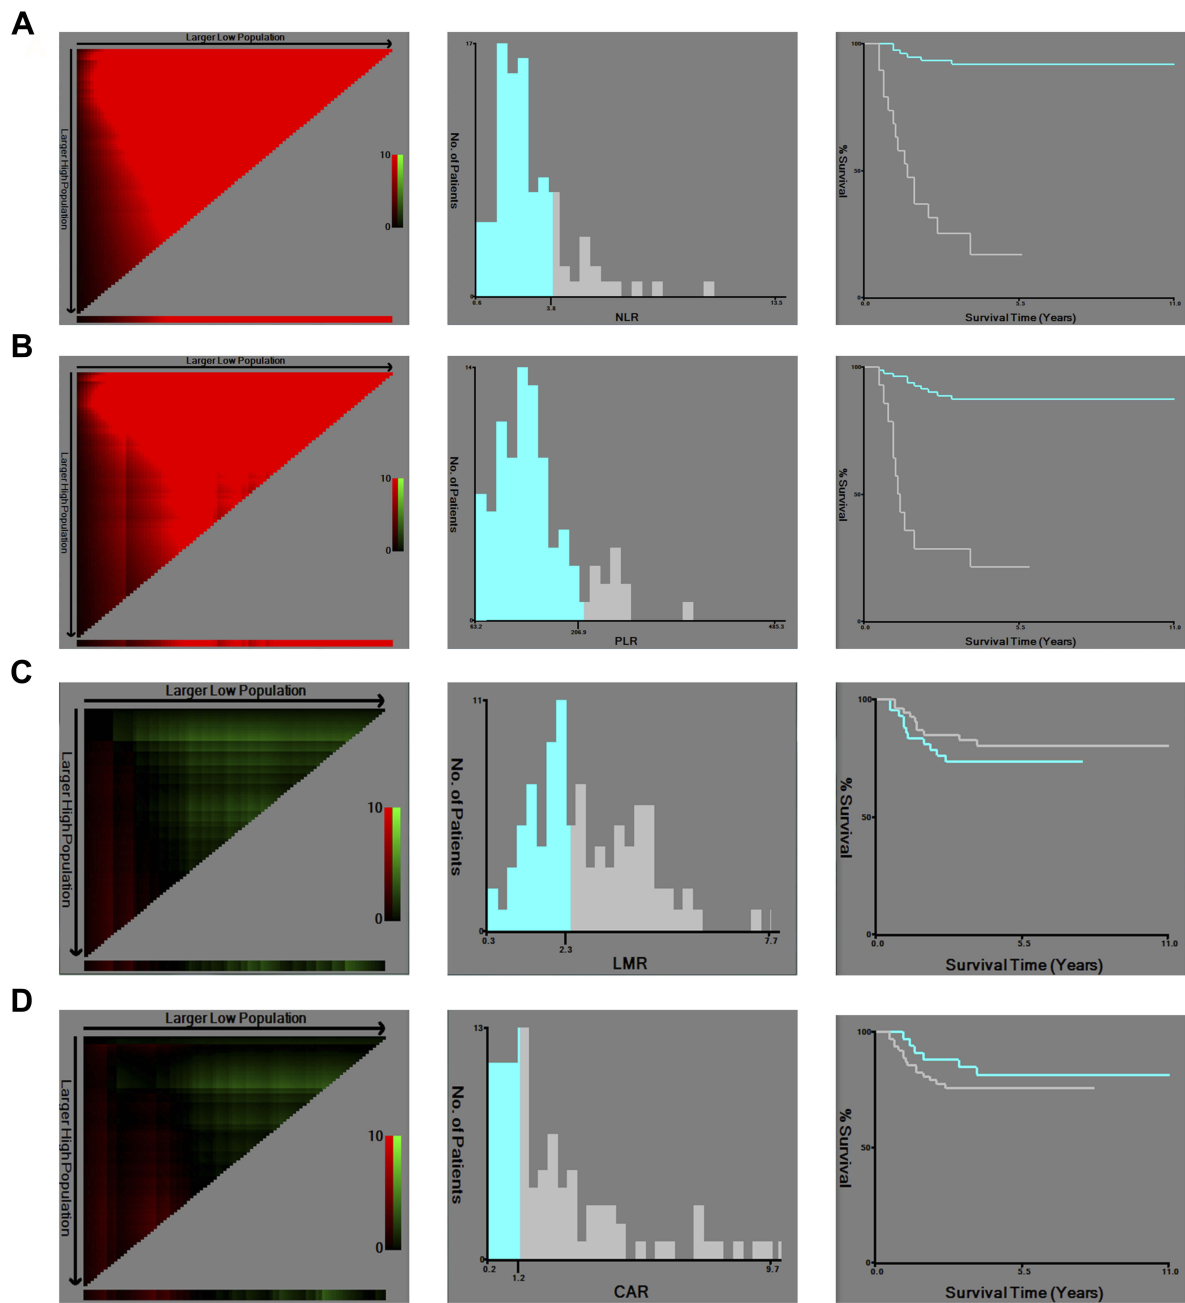 A
Larger Low Population
Larger High Population
10
0
17
No. of Patients
0
0.6
3.8
13.5
NLR
100
% Survival
50
0
0.0
5.5
11.0
Survival Time (Years)
B
Larger Low Population
Larger High Population
10
0
14
No. of Patients
0
63.2
206.9
485.3
PLR
100
% Survival
50
0
0.0
5.5
11.0
Survival Time (Years)
C
Larger Low Population
Larger High Population
10
0
11
No. of Patients
0
0.3
2.3
7.7
LMR
100
% Survival
50
0
0.0
5.5
11.0
Survival Time (Years)
D
Larger Low Population
Larger High Population
10
0
13
No. of Patients
0
0.2
1.2
9.7
CAR
100
% Survival
50
0
0.0
5.5
11.0
Survival Time (Years)